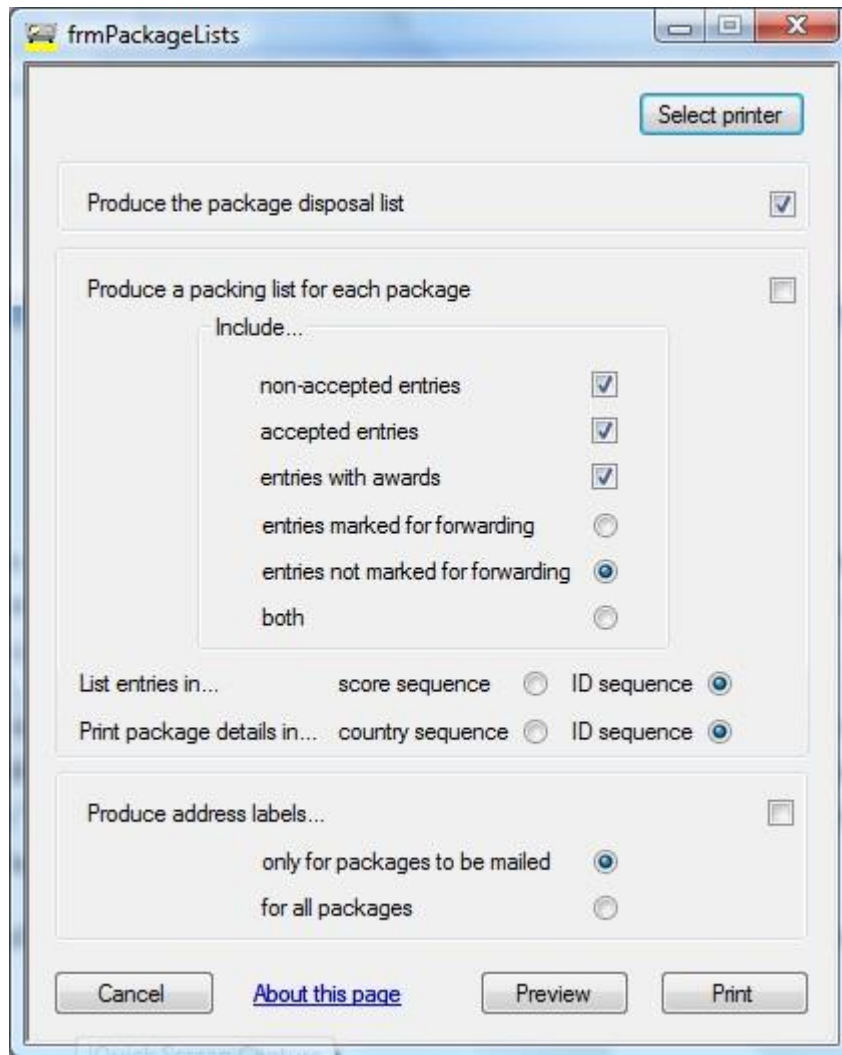 frmPackageLists
Select printer
Produce the package disposal list
Produce a packing list for each package
Include...
non-accepted entries
accepted entries
entries with awards
entries marked for forwarding
entries not marked for forwarding
both
List entries in... score sequence ID sequence
Print package details in... country sequence ID sequence
Produce address labels...
only for packages to be mailed
for all packages
Cancel About this page Preview Print